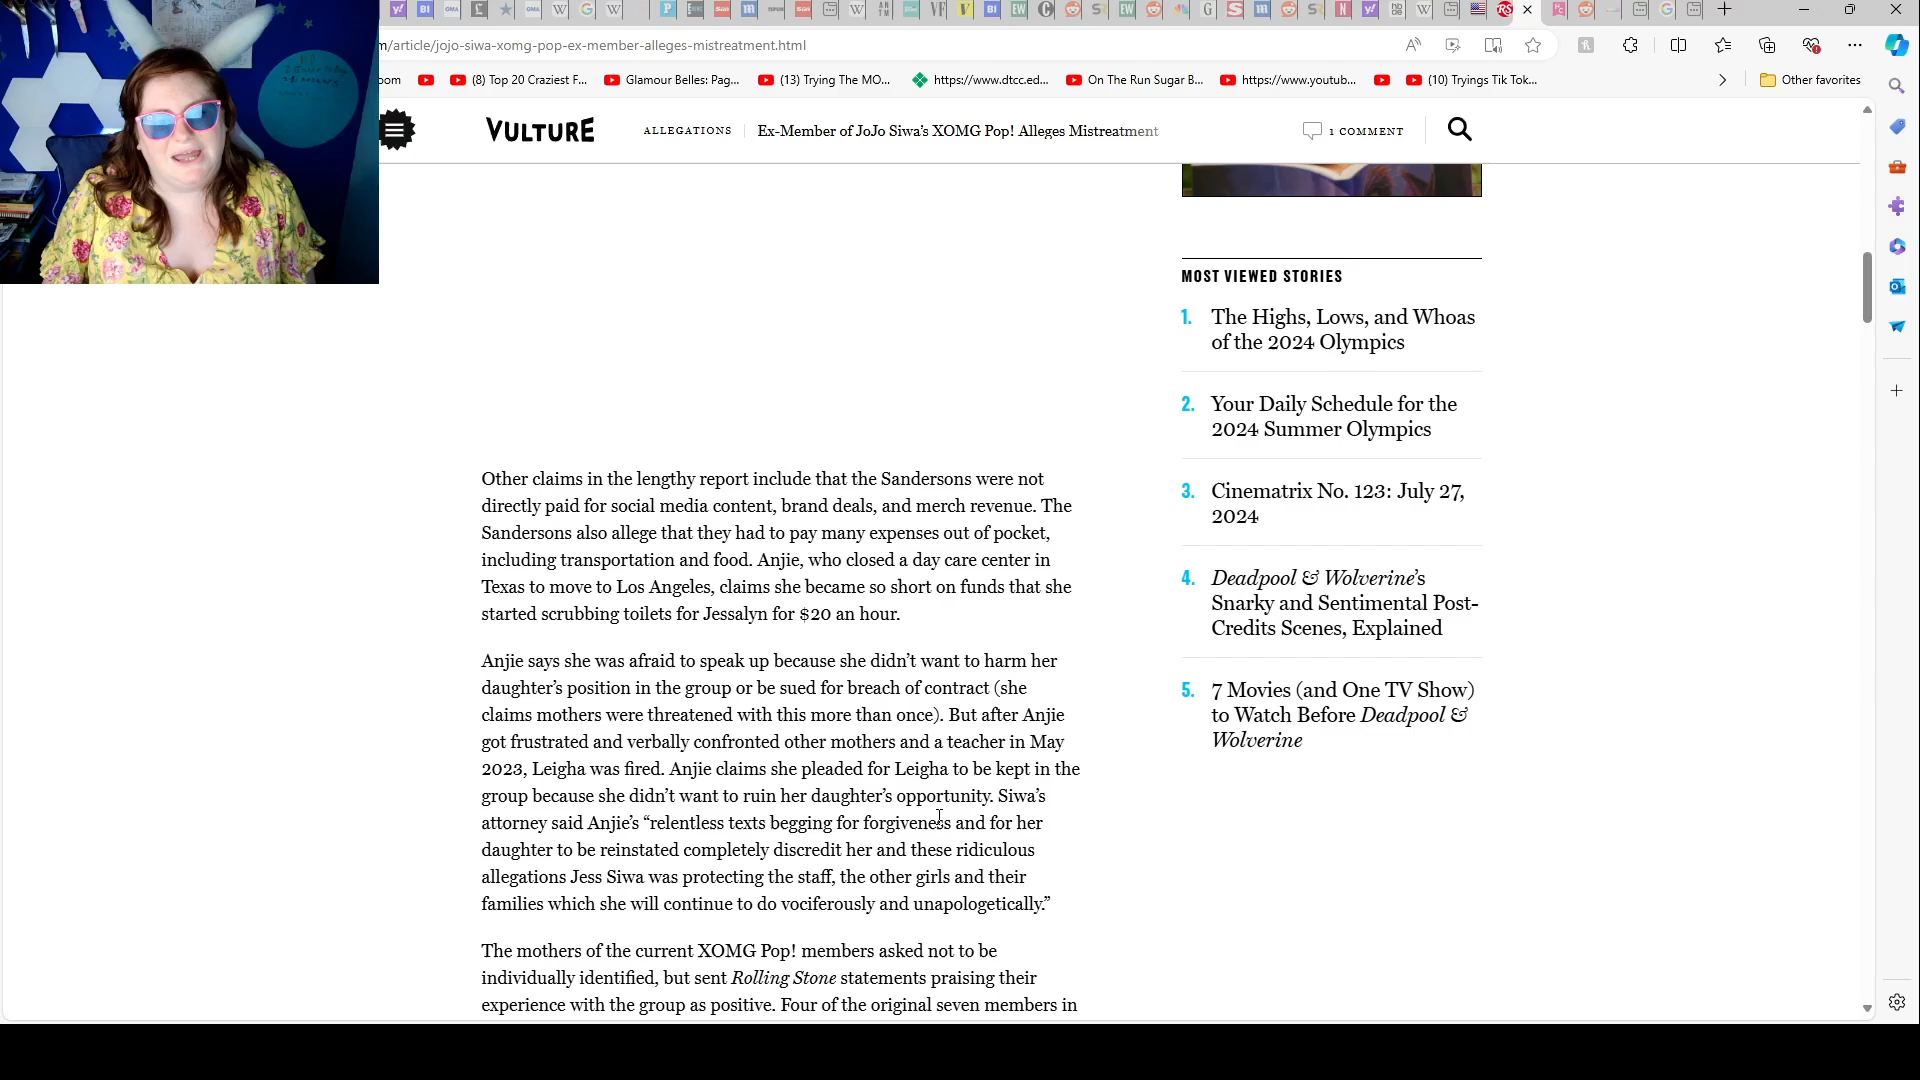 m/article/jojo-siwa-xomg-pop-ex-member-alleges-mistreatment.html
oom
(8) Top 20 Craziest F...
Glamour Belles: Pag...
(13) Trying The MO...
https://www.dtcc.ed...
On The Run Sugar B...
https://www.youtub...
(10) Tryings Tik Tok...
Other favorites
VULTURE
ALLEGATIONS
Ex-Member of JoJo Siwa’s XOMG Pop! Alleges Mistreatment
1 COMMENT
MOST VIEWED STORIES
1. The Highs, Lows, and Whoas
of the 2024 Olympics
2. Your Daily Schedule for the
2024 Summer Olympics
3. Cinematrix No. 123: July 27,
2024
4. Deadpool & Wolverine’s
Snarky and Sentimental Post-
Credits Scenes, Explained
5. 7 Movies (and One TV Show)
to Watch Before Deadpool &
Wolverine
Other claims in the lengthy report include that the Sandersons were not
directly paid for social media content, brand deals, and merch revenue. The
Sandersons also allege that they had to pay many expenses out of pocket,
including transportation and food. Anjie, who closed a day care center in
Texas to move to Los Angeles, claims she became so short on funds that she
started scrubbing toilets for Jessalyn for $20 an hour.
Anjie says she was afraid to speak up because she didn’t want to harm her
daughter’s position in the group or be sued for breach of contract (she
claims mothers were threatened with this more than once). But after Anjie
got frustrated and verbally confronted other mothers and a teacher in May
2023, Leigha was fired. Anjie claims she pleaded for Leigha to be kept in the
group because she didn’t want to ruin her daughter’s opportunity. Siwa’s
attorney said Anjie’s “relentless texts begging for forgiveness and for her
daughter to be reinstated completely discredit her and these ridiculous
allegations Jess Siwa was protecting the staff, the other girls and their
families which she will continue to do vociferously and unapologetically.”
The mothers of the current XOMG Pop! members asked not to be
individually identified, but sent Rolling Stone statements praising their
experience with the group as positive. Four of the original seven members in